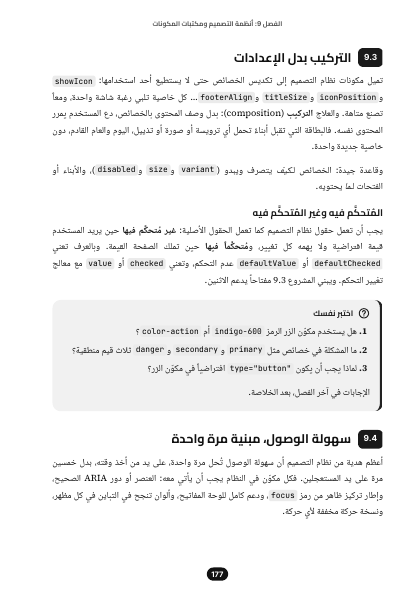 الفصل 9: أنظمة التصميم ومكتبات المكونات
9.3 التركيب بدل الإعدادات
تميل مكونات نظام التصميم إلى تكديس الخصائص حتى لا يستطيع أحد استخدامها: showIcon
و iconPosition و titleSize و footerAlign ... كل خاصية تلبي رغبة شاشة واحدة، ومعاً
تصنع متاهة. والعلاج التركيب (composition): بدل وصف المحتوى بالخصائص، دع المستخدم يمرر
المحتوى نفسه. فالبطاقة التي تقبل أبناءً تحمل أي ترويسة أو صورة أو تذييل، اليوم والعام القادم، دون
خاصية جديدة واحدة.
وقاعدة جيدة: الخصائص لكيف يتصرف ويبدو (variant و size و disabled)، والأبناء أو
الفتحات لما يحتويه.
المُتحكَّم فيه وغير المُتحكَّم فيه
يجب أن تعمل حقول نظام التصميم كما تعمل الحقول الأصلية: غير مُتحكَّم فيها حين يريد المستخدم
قيمة افتراضية ولا يهمه كل تغيير، ومُتحكَّماً فيها حين تملك الصفحة القيمة. وبالعرف تعني
defaultChecked أو defaultValue عدم التحكم، وتعني checked أو value مع معالج
تغيير التحكم. ويبني المشروع 9.3 مفتاحاً يدعم الاثنين.
اختبر نفسك
1. هل يستخدم مكوّن الزر الرمز indigo-600 أم color-action ؟
2. ما المشكلة في خصائص مثل primary و secondary و danger ثلاث قيم منطقية؟
3. لماذا يجب أن يكون type="button" افتراضياً في مكوّن الزر؟
الإجابات في آخر الفصل، بعد الخلاصة.
9.4 سهولة الوصول، مبنية مرة واحدة
أعظم هدية من نظام التصميم أن سهولة الوصول تُحل مرة واحدة، على يد من أخذ وقته، بدل خمسين
مرة على يد المستعجلين. فكل مكوّن في النظام يجب أن يأتي معه: العنصر أو دور ARIA الصحيح،
وإطار تركيز ظاهر من رمز focus، ودعم كامل للوحة المفاتيح، وألوان تنجح في التباين في كل مظهر،
ونسخة حركة مخففة لأي حركة.
177